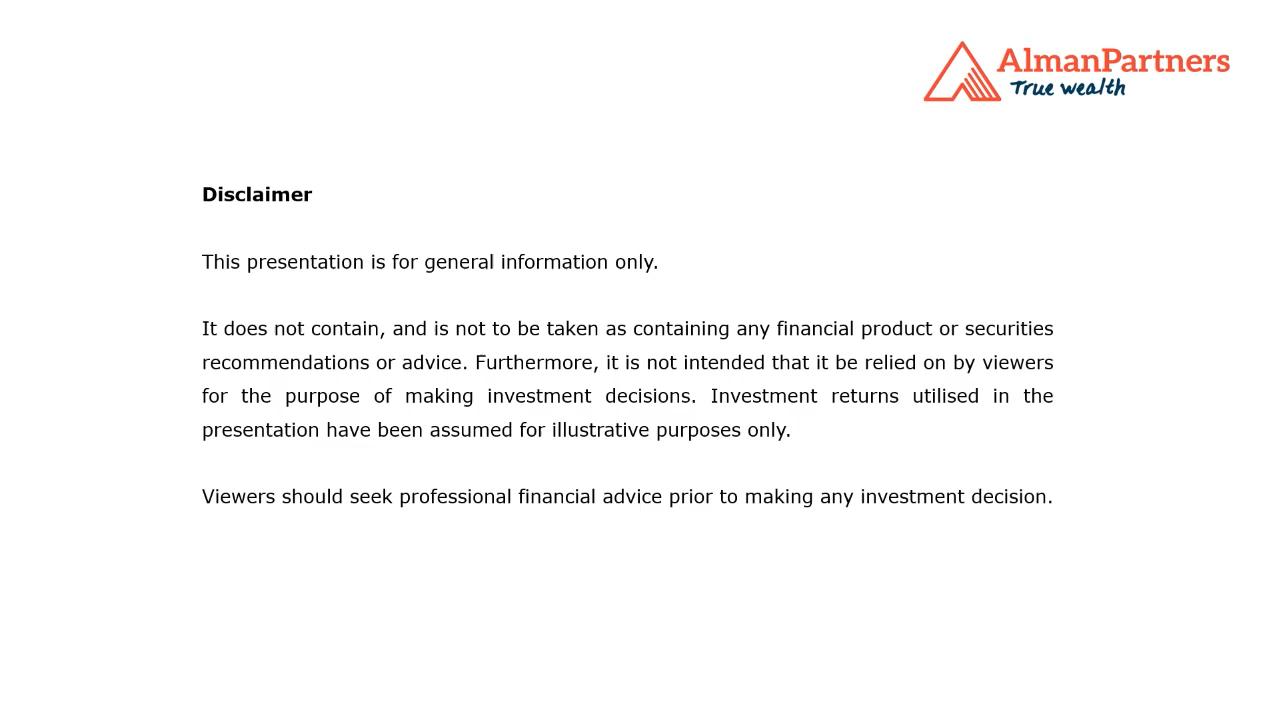 AlmanPartners
True wealth
Disclaimer
This presentation is for general information only.
It does not contain, and is not to be taken as containing any financial product or securities
recommendations or advice. Furthermore, it is not intended that it be relied on by viewers
for the purpose of making investment decisions. Investment returns utilised in the
presentation have been assumed for illustrative purposes only.
Viewers should seek professional financial advice prior to making any investment decision.